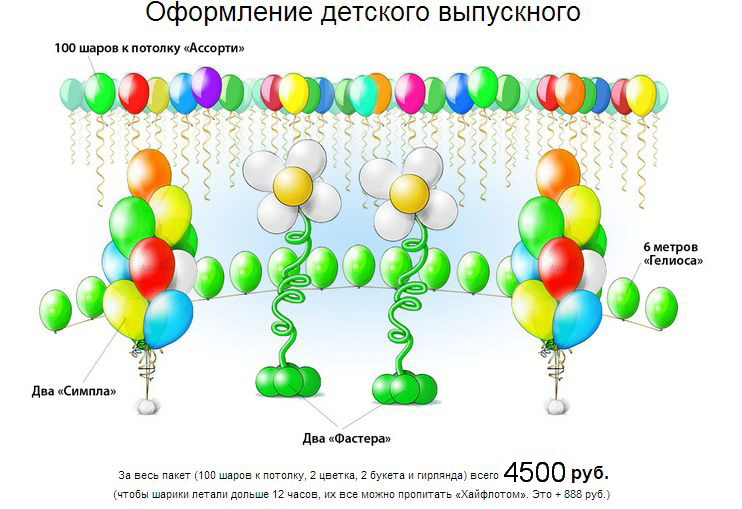 Оформление детского выпускного
100 шаров к потолку «Ассорти»
6 метров
«Гелиоса»
Два «Симпла»
Два «Фастера»
За весь пакет (100 шаров к потолку, 2 цветка, 2 букета и гирлянда) всего 4500 руб.
(чтобы шарики летали дольше 12 часов, их все можно пропитать «Хайфлотом». Это + 888 руб.)